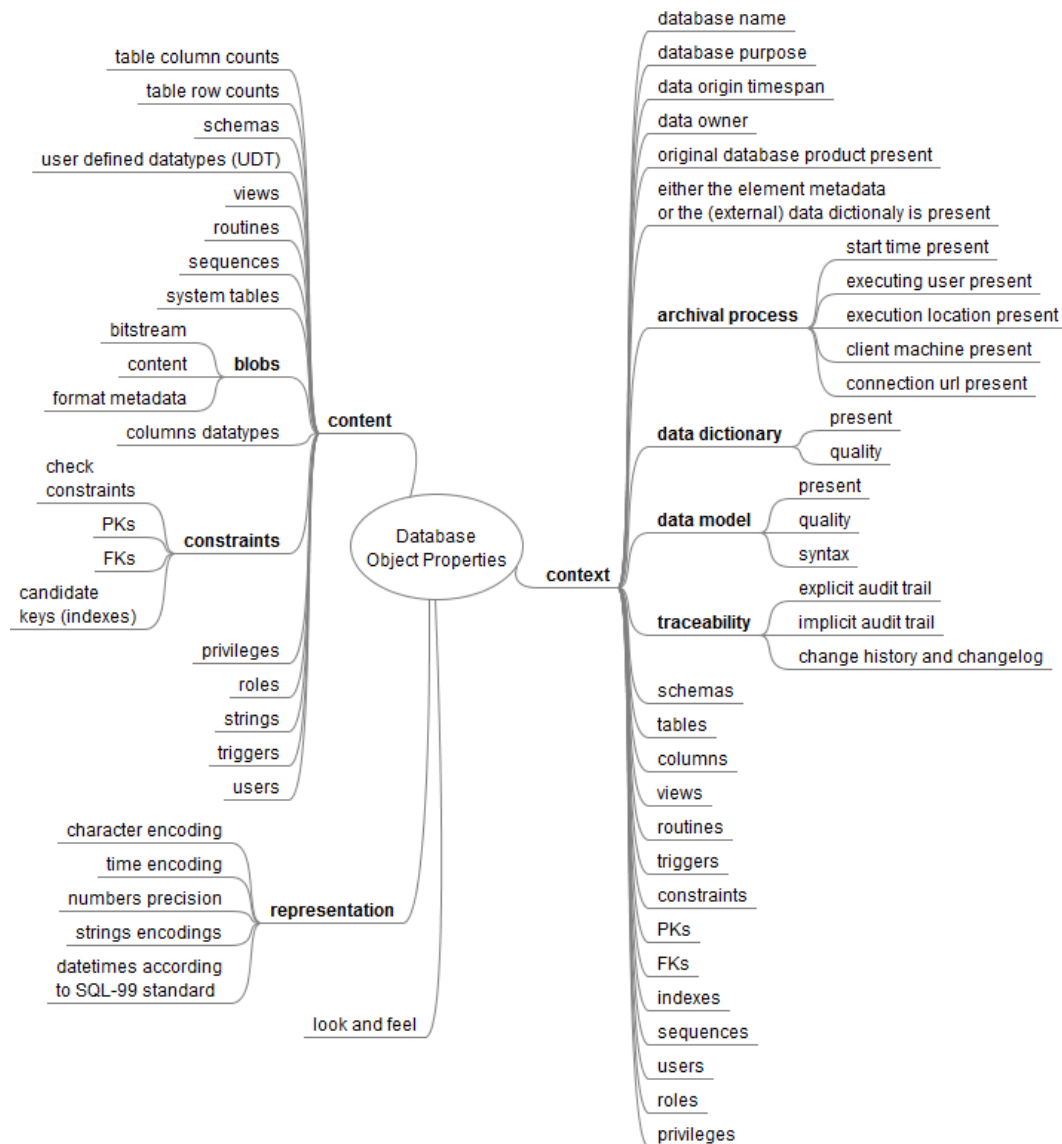 table column counts
table row counts
schemas
user defined datatypes (UDT)
views
routines
sequences
system tables
bitstream
content
format metadata
blobs
columns datatypes
content
check
constraints
PKs
FKs
candidate
keys (indexes)
constraints
privileges
roles
strings
triggers
users
character encoding
time encoding
numbers precision
strings encodings
datetimes according
to SQL-99 standard
representation
look and feel
Database
Object Properties
context
database name
database purpose
data origin timespan
data owner
original database product present
either the element metadata
or the (external) data dictionaly is present
archival process
start time present
executing user present
execution location present
client machine present
connection url present
data dictionary
present
quality
data model
present
quality
syntax
traceability
explicit audit trail
implicit audit trail
change history and changelog
schemas
tables
columns
views
routines
triggers
constraints
PKs
FKs
indexes
sequences
users
roles
privileges